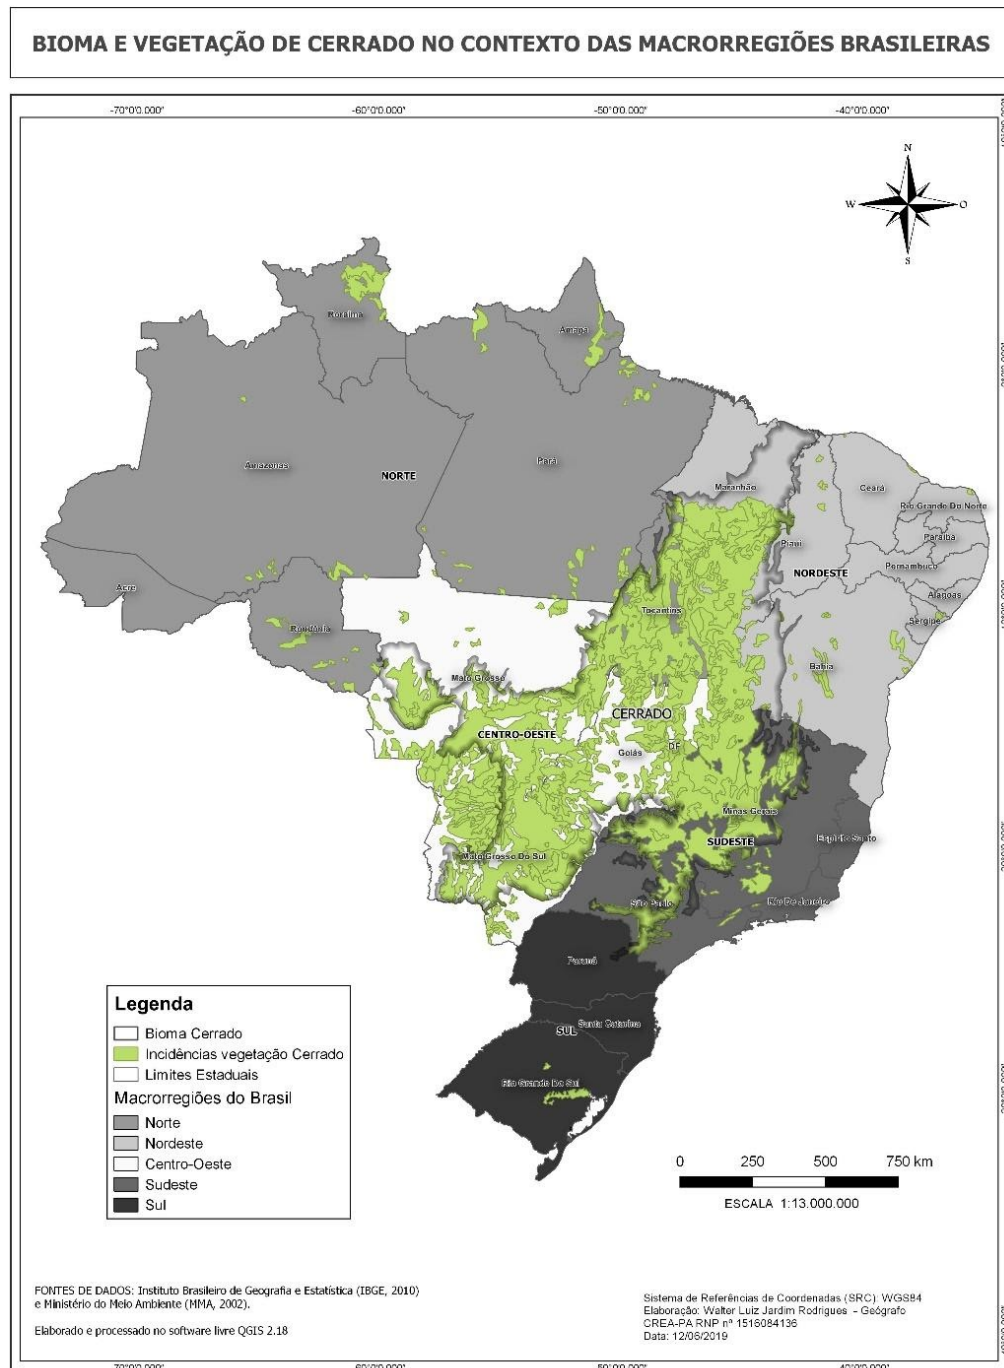 BIOMA E VEGETAÇÃO DE CERRADO NO CONTEXTO DAS MACRORREGIÕES BRASILEIRAS
-70°0'0.000" -60°0'0.000" -50°0'0.000" -40°0'0.000"
N
W O
S
Roraima
Amapá
Amazonas
NORTE
Pará
Maranhão
Ceará
Rio Grande Do Norte
Paraíba
Piauí
NORDESTE
Pernambuco
Alagoas
Sergipe
Acre
Rondônia
Tocantins
Bahia
Mato Grosso
CERRADO
CENTRO-OESTE
Goiás
DF
Minas Gerais
SUDESTE
Espírito Santo
Mato Grosso Do Sul
São Paulo
Rio De Janeiro
Paraná
Santa Catarina
SUL
Rio Grande Do Sul
Legenda
Bioma Cerrado
Incidências vegetação Cerrado
Limites Estaduais
Macrorregiões do Brasil
Norte
Nordeste
Centro-Oeste
Sudeste
Sul
0 250 500 750 km
ESCALA 1:13.000.000
FONTES DE DADOS: Instituto Brasileiro de Geografia e Estatística (IBGE, 2010)
e Ministério do Meio Ambiente (MMA, 2002).
Elaborado e processado no software livre QGIS 2.18
Sistema de Referências de Coordenadas (SRC): WGS84
Elaboração: Walter Luiz Jardim Rodrigues - Geógrafo
CREA-PA RNP nº 1516084136
Data: 12/06/2019